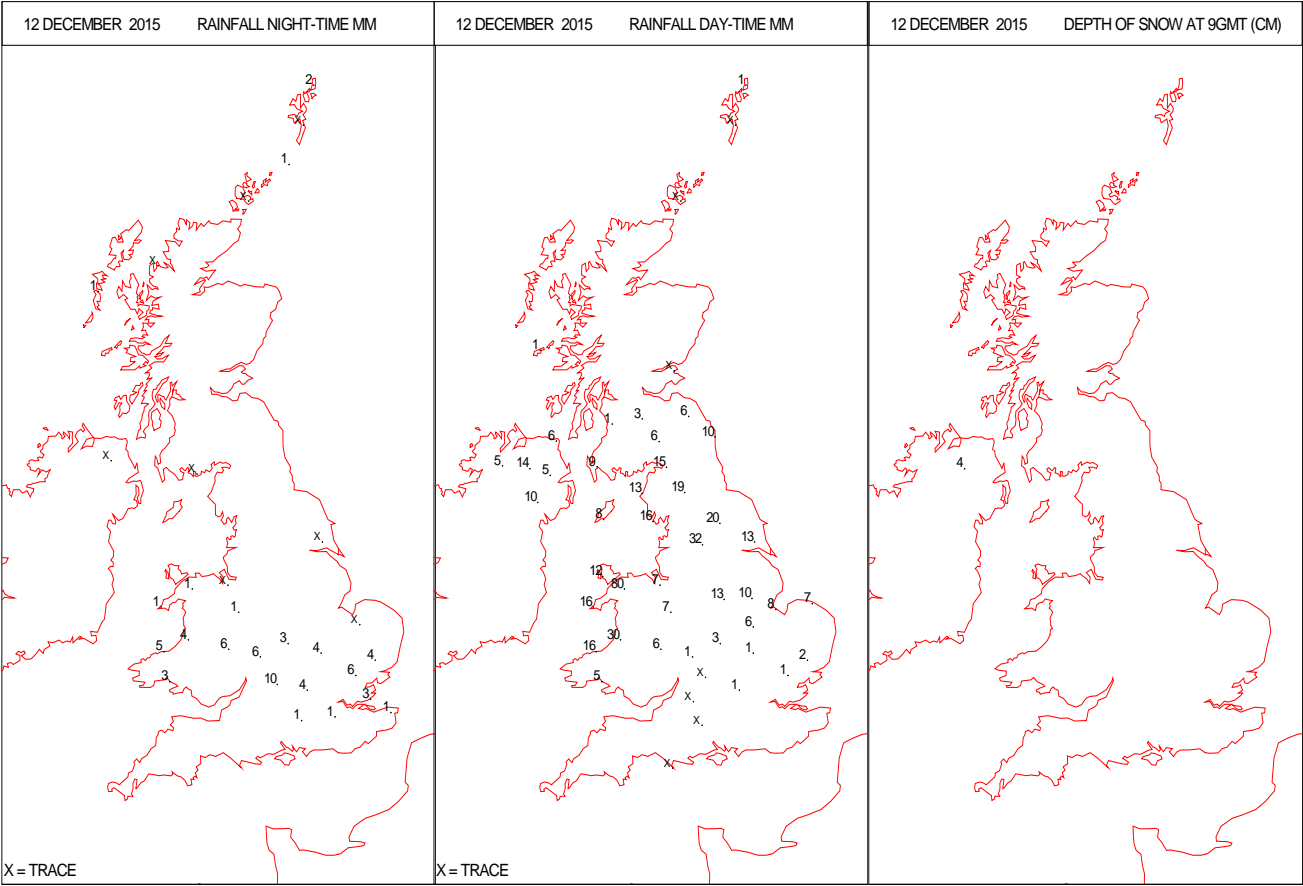 12 DECEMBER 2015 RAINFALL NIGHT-TIME MM
2
X
1
X
X
1
X
X
X
1 X
1 1
X
4
5 6 6 3 4 4
3 10 4 6
3
1 1 1
X = TRACE
12 DECEMBER 2015 RAINFALL DAY-TIME MM
1
X
X
1
X
1 3 6
6 6 10
5 14 5 9 15
10 13 19
8 16 20
32 13
12 80 7
16 7 13 10 8 7
6
30 3
16 6 1 1 2
5 X 1
X 1
X
X
X = TRACE
12 DECEMBER 2015 DEPTH OF SNOW AT 9GMT (CM)
4